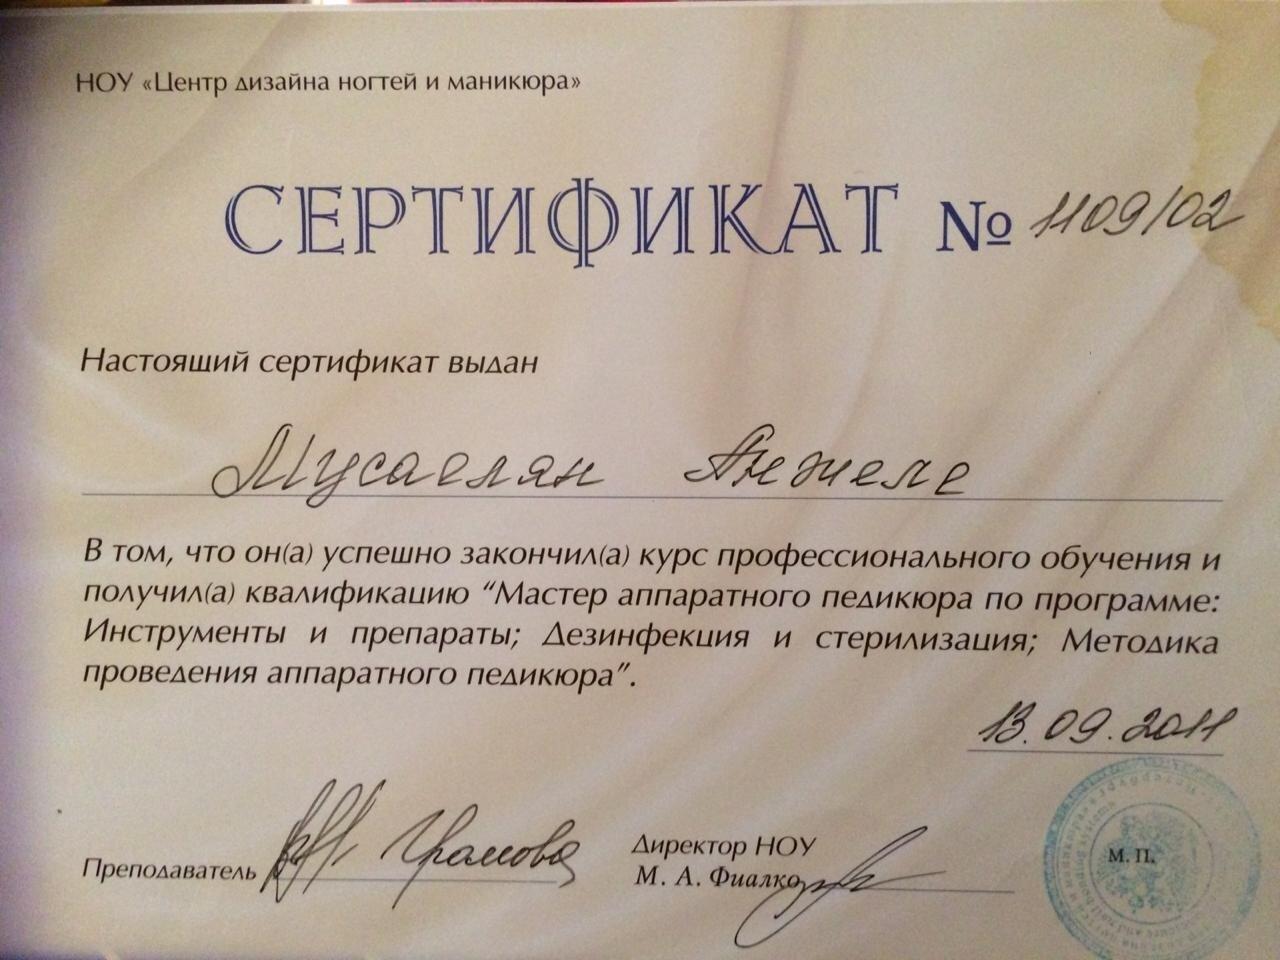 НОУ «Центр дизайна ногтей и маникюра»
СЕРТИФИКАТ № 1109/02
Настоящий сертификат выдан
Мусаелян Анжеле
В том, что он(а) успешно закончил(а) курс профессионального обучения и
получил(а) квалификацию “Мастер аппаратного педикюра по программе:
Инструменты и препараты; Дезинфекция и стерилизация; Методика
проведения аппаратного педикюра”.
13.09.2011
Преподаватель
Директор НОУ
М. А. Фиалко
М. П.